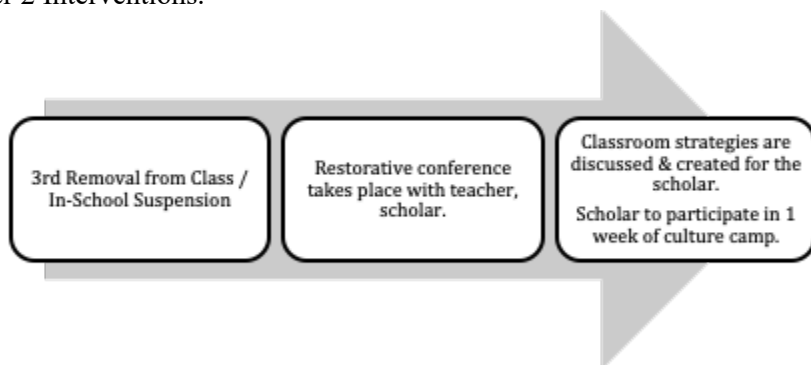 2 Interventions.
3rd Removal from Class /
In-School Suspension
Restorative conference
takes place with teacher,
scholar.
Classroom strategies are
discussed & created for the
scholar.
Scholar to participate in 1
week of culture camp.